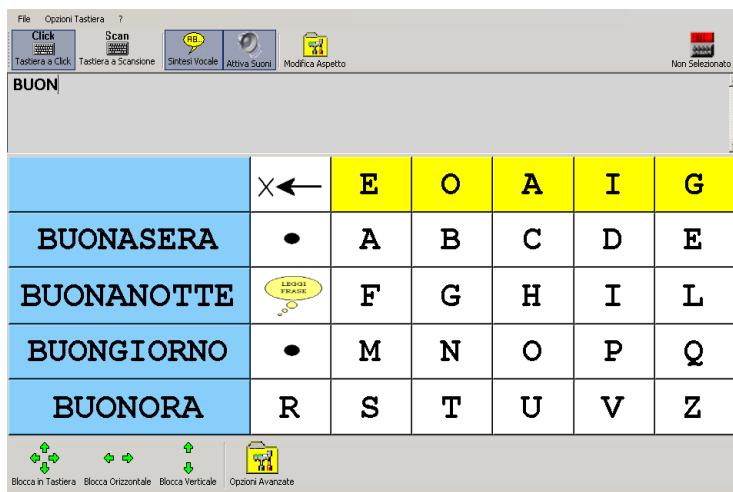 File Opzioni Tastiera ?
Click Scan AB..
Tastiera a Click Tastiera a Scansione Sintesi Vocale Attiva Suoni Modifica Aspetto Non Selezionato
BUON
X E O A I G
BUONASERA A B C D E
BUONANOTTE LEGGI FRASE F G H I L
BUONGIORNO M N O P Q
BUONORA R S T U V Z
Blocca in Tastiera Blocca Orizzontale Blocca Verticale Opzioni Avanzate